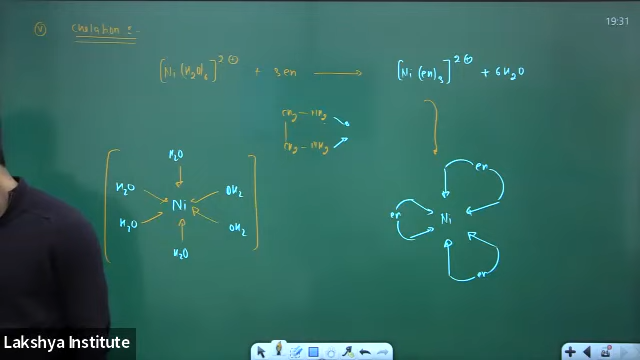 19:31
(v) Chelation :-
[Ni(H2O)6]2+ + 3en → [Ni(en)3]2+ + 6H2O
CH2 - NH2
CH2 - NH2
H2O
H2O
OH2
Ni
H2O
OH2
H2O
en
en
Ni
en
Lakshya Institute